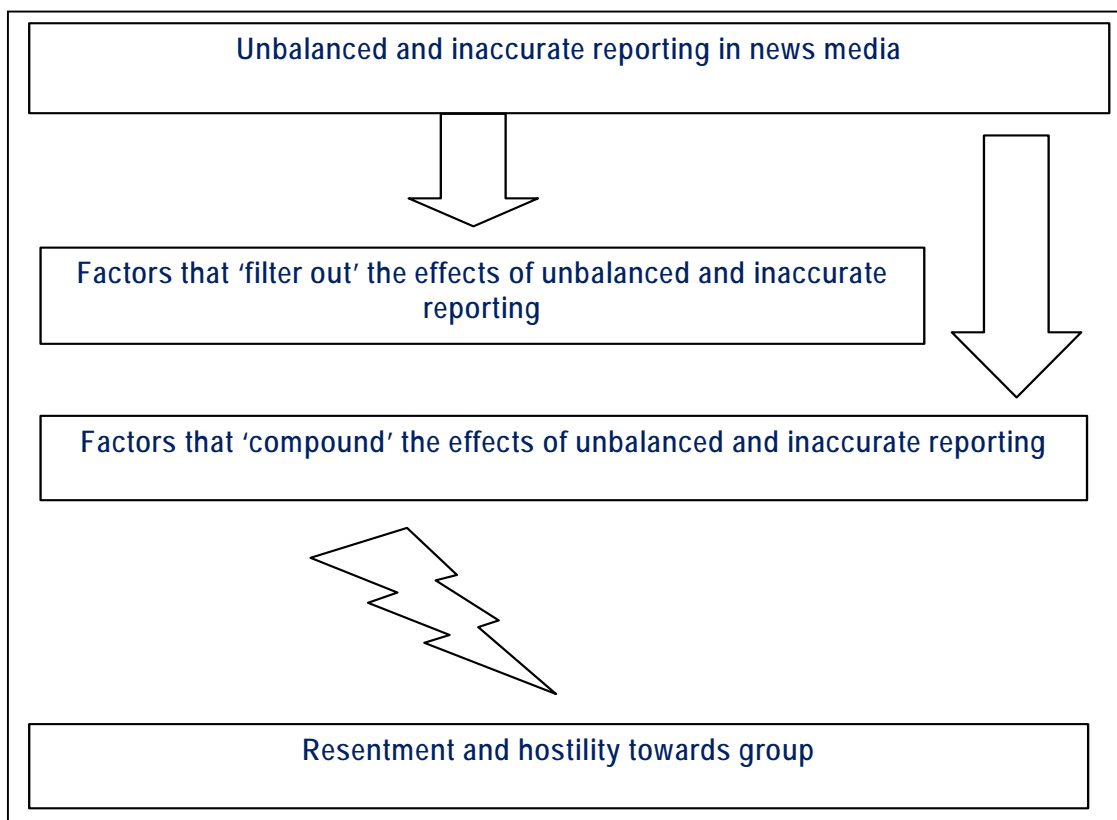 Unbalanced and inaccurate reporting in news media
Factors that ‘filter out’ the effects of unbalanced and inaccurate
reporting
Factors that ‘compound’ the effects of unbalanced and inaccurate reporting
Resentment and hostility towards group